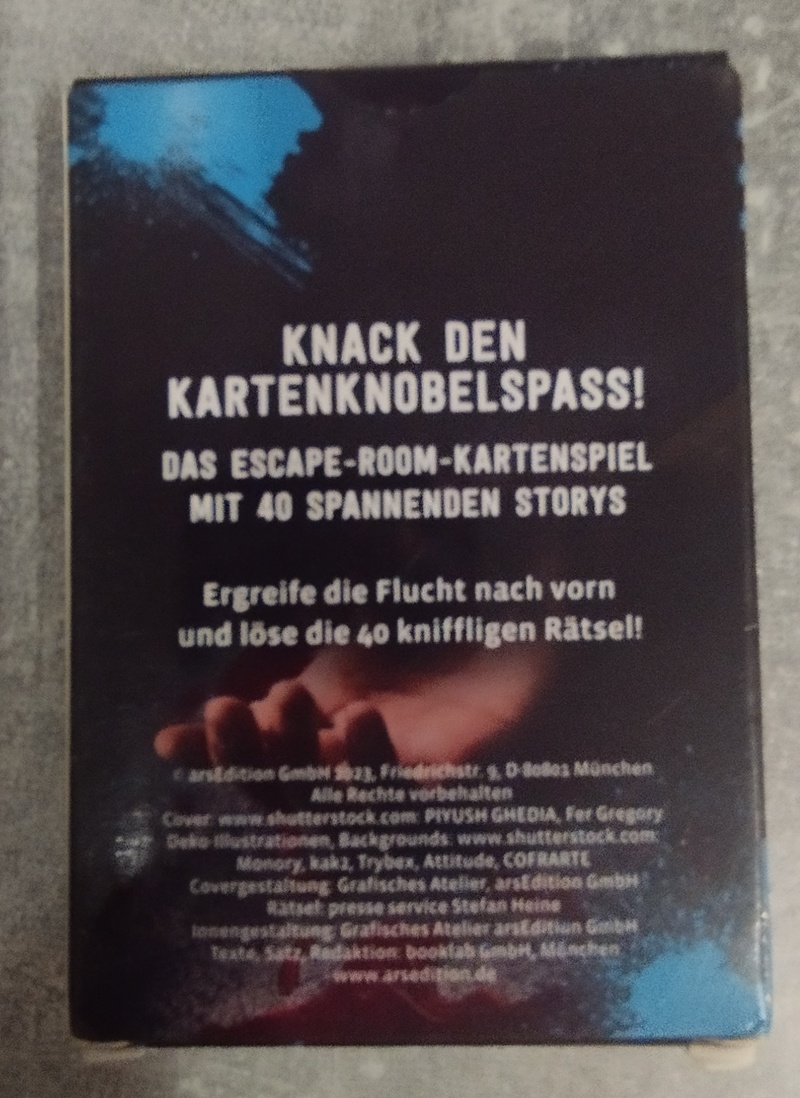 KNACK DEN
KARTENKNOBELSPASS!
DAS ESCAPE-ROOM-KARTENSPIEL
MIT 40 SPANNENDEN STORYS
Ergreife die Flucht nach vorn
und löse die 40 kniffligen Rätsel!
© arsEdition GmbH 2023, Friedrichstr. 9, D-80801 München
Alle Rechte vorbehalten
Cover: www.shutterstock.com: PIYUSH GHEDIA, Fer Gregory
Deko-Illustrationen, Backgrounds: www.shutterstock.com:
Monory, kak2, Trybex, Attitude, COFRARTE
Covergestaltung: Grafisches Atelier, arsEdition GmbH
Rätsel: presse service Stefan Heine
Innengestaltung: Grafisches Atelier arsEdition GmbH
Texte, Satz, Redaktion: booklab GmbH, München
www.arsedition.de